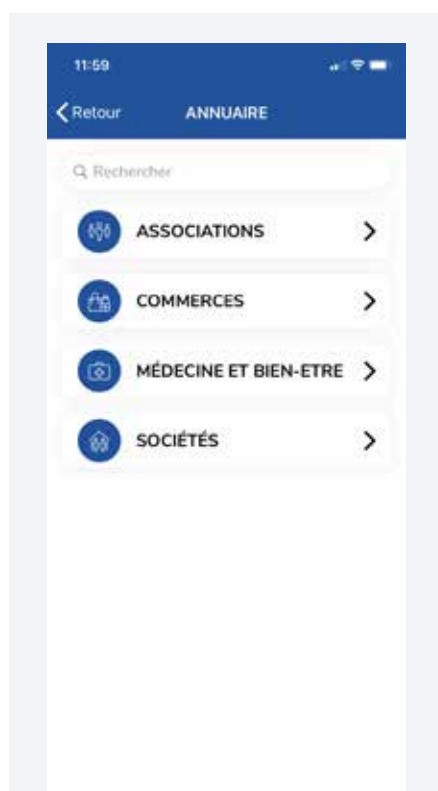 11:59
Retour
ANNUAIRE
Rechercher
ASSOCIATIONS
COMMERCES
MÉDECINE ET BIEN-ETRE
SOCIÉTÉS